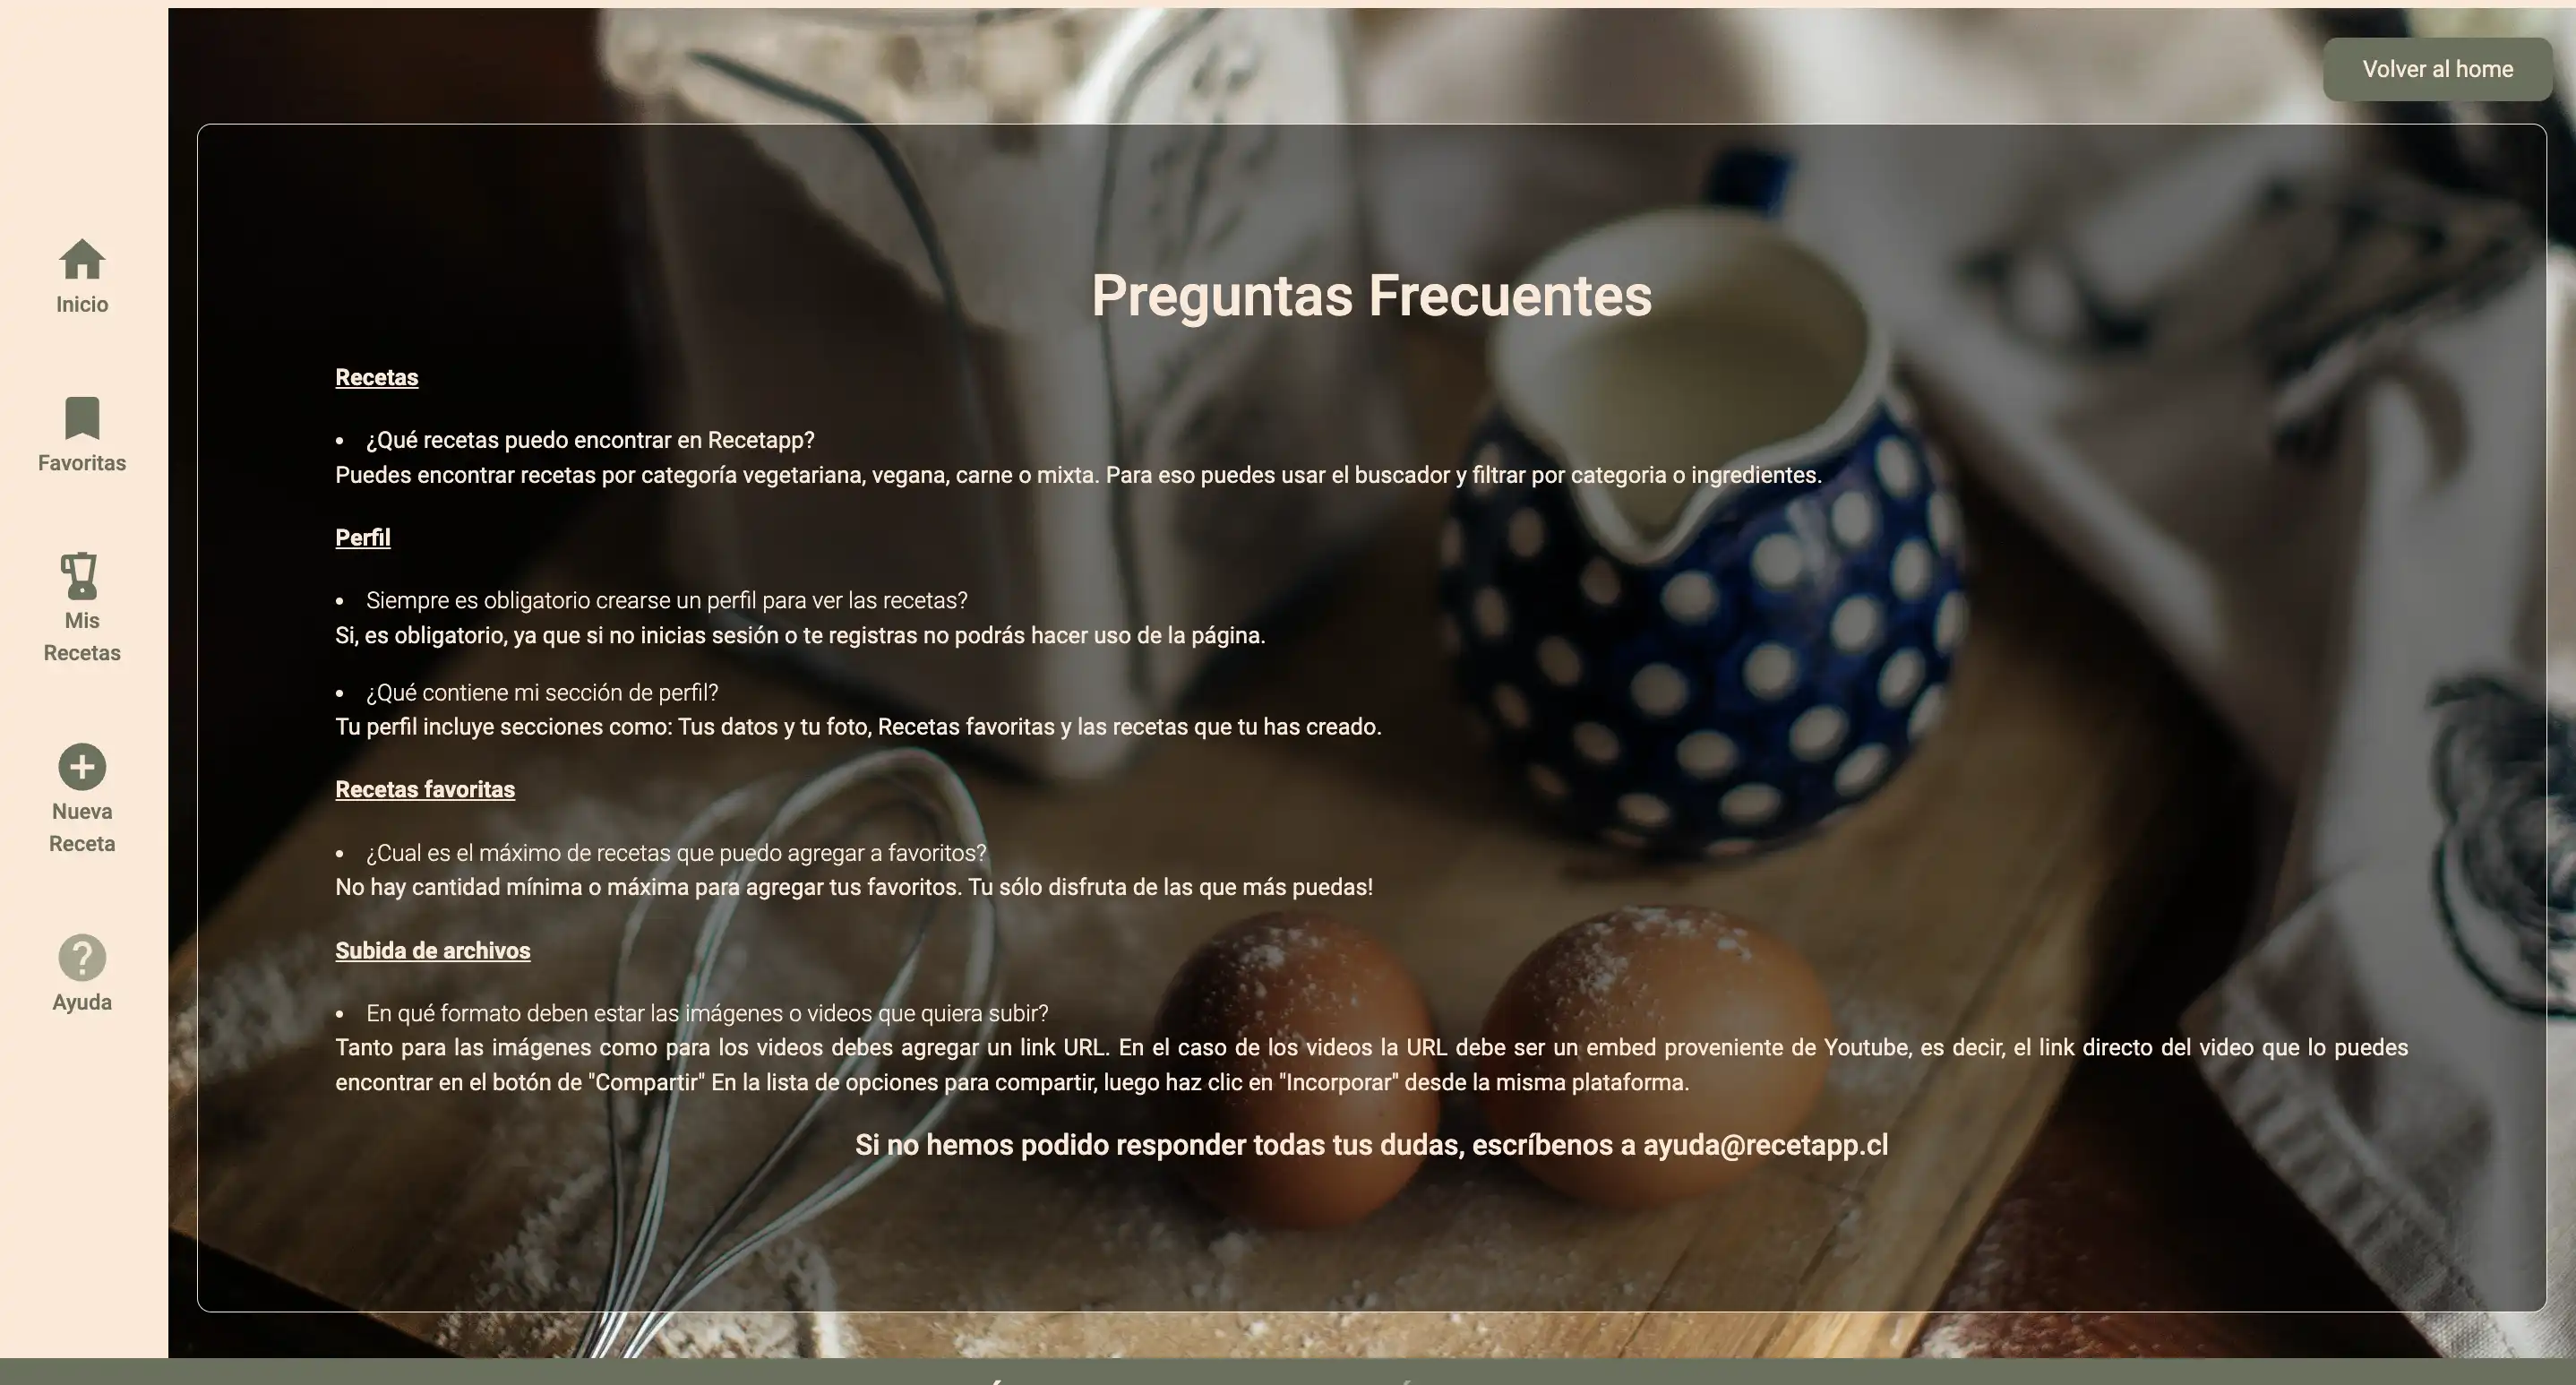 Volver al home
Inicio
Favoritas
Mis
Recetas
Nueva
Receta
Ayuda
Preguntas Frecuentes
Recetas
• ¿Qué recetas puedo encontrar en Recetapp?
Puedes encontrar recetas por categoría vegetariana, vegana, carne o mixta. Para eso puedes usar el buscador y filtrar por categoria o ingredientes.
Perfil
• Siempre es obligatorio crearse un perfil para ver las recetas?
Si, es obligatorio, ya que si no inicias sesión o te registras no podrás hacer uso de la página.
• ¿Qué contiene mi sección de perfil?
Tu perfil incluye secciones como: Tus datos y tu foto, Recetas favoritas y las recetas que tu has creado.
Recetas favoritas
• ¿Cual es el máximo de recetas que puedo agregar a favoritos?
No hay cantidad mínima o máxima para agregar tus favoritos. Tu sólo disfruta de las que más puedas!
Subida de archivos
• En qué formato deben estar las imágenes o videos que quiera subir?
Tanto para las imágenes como para los videos debes agregar un link URL. En el caso de los videos la URL debe ser un embed proveniente de Youtube, es decir, el link directo del video que lo puedes
encontrar en el botón de "Compartir" En la lista de opciones para compartir, luego haz clic en "Incorporar" desde la misma plataforma.
Si no hemos podido responder todas tus dudas, escríbenos a ayuda@recetapp.cl